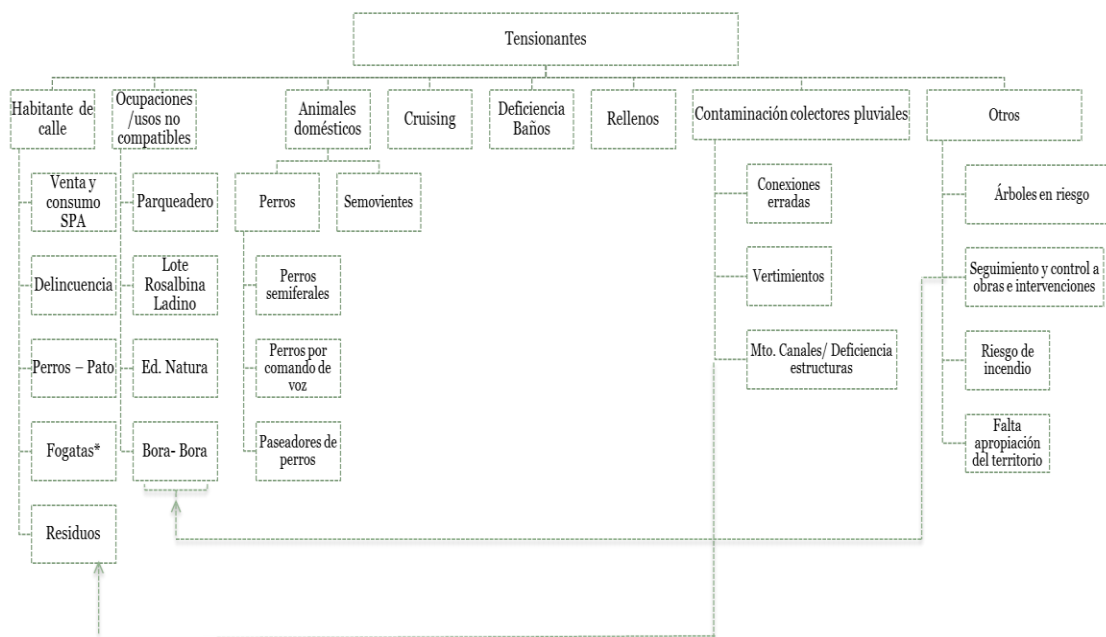 Tensionantes
Habitante de
calle
Ocupaciones
/usos no
compatibles
Animales
domésticos
Cruising
Deficiencia
Baños
Rellenos
Contaminación colectores pluviales
Otros
Venta y
consumo
SPA
Delincuencia
Perros – Pato
Fogatas*
Residuos
Parqueadero
Lote
Rosalbina
Ladino
Ed. Natura
Bora- Bora
Perros
Semovientes
Perros
semiferales
Perros por
comando de
voz
Paseadores de
perros
Conexiones
erradas
Vertimientos
Mto. Canales/ Deficiencia
estructuras
Árboles en riesgo
Seguimiento y control a
obras e intervenciones
Riesgo de
incendio
Falta
apropiación
del territorio